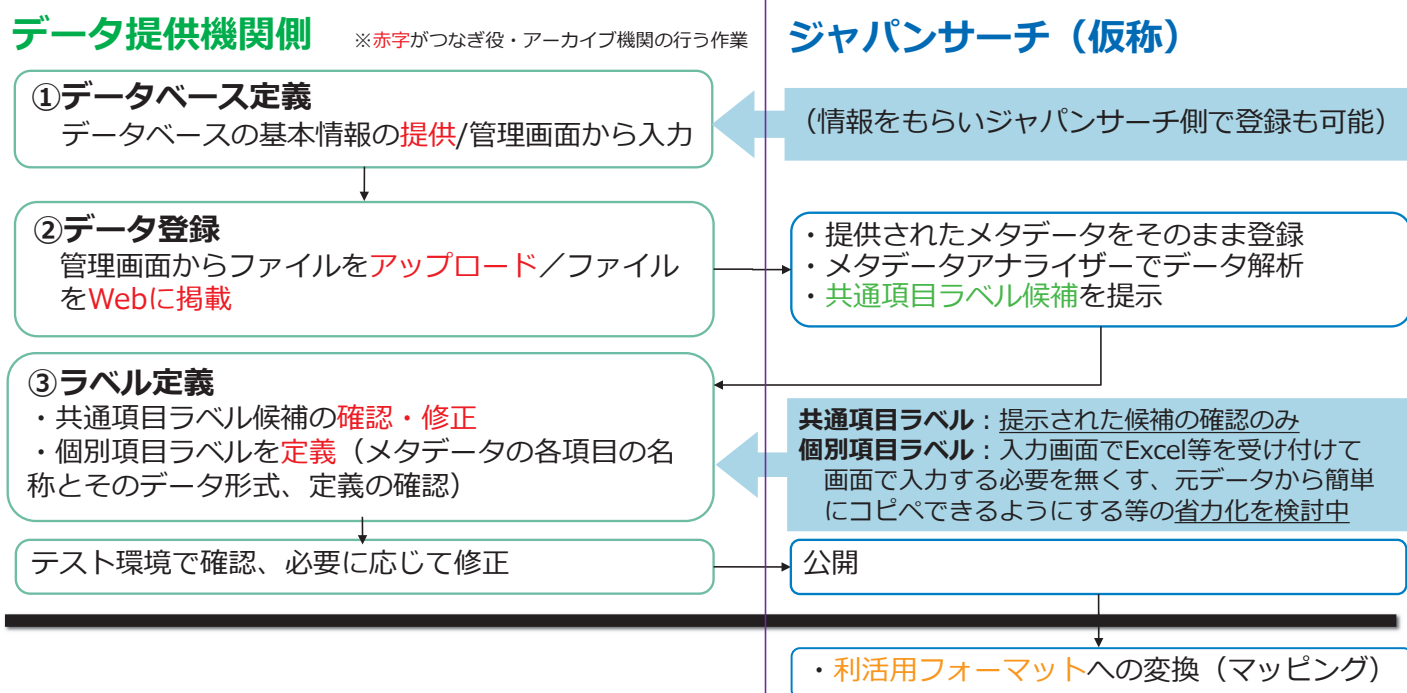 データ提供機関側
※赤字がつなぎ役・アーカイブ機関の行う作業
ジャパンサーチ（仮称）
①データベース定義
データベースの基本情報の提供/管理画面から入力
（情報をもらいジャパンサーチ側で登録も可能）
②データ登録
管理画面からファイルをアップロード／ファイル
をWebに掲載
・提供されたメタデータをそのまま登録
・メタデータアナライザーでデータ解析
・共通項目ラベル候補を提示
③ラベル定義
・共通項目ラベル候補の確認・修正
・個別項目ラベルを定義（メタデータの各項目の名
称とそのデータ形式、定義の確認）
共通項目ラベル：提示された候補の確認のみ
個別項目ラベル：入力画面でExcel等を受け付けて
画面で入力する必要を無くす、元データから簡単
にコピペできるようにする等の省力化を検討中
テスト環境で確認、必要に応じて修正
公開
・利活用フォーマットへの変換（マッピング）